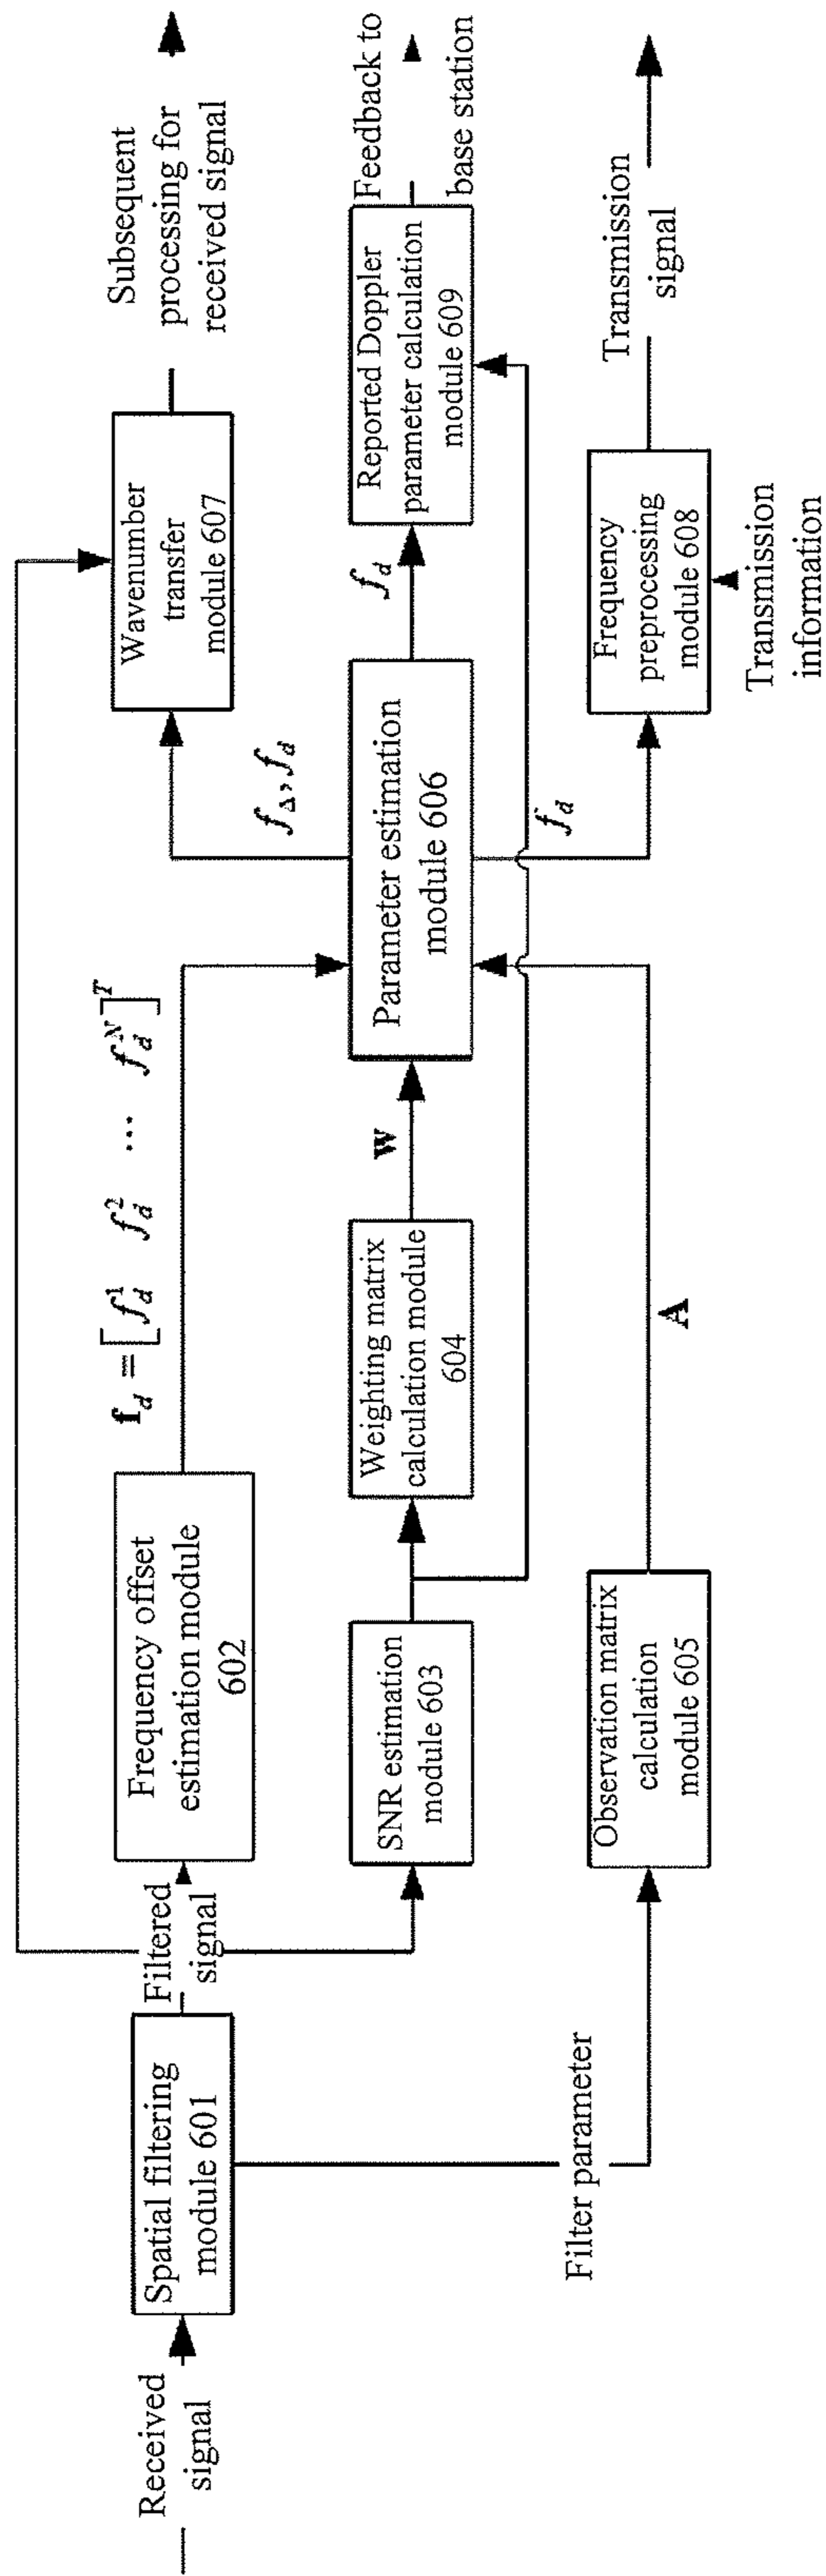 Received
signal
Spatial filtering
module 601
Filtered
signal
Filter parameter
Frequency offset
estimation module
602
SNR estimation
module 603
Observation matrix
calculation
module 605
Weighting matrix
calculation module
604
f_d = [f_d^1 f_d^2 ... f_d^N]^T
w
A
Parameter estimation
module 606
f_Δ, f_d
f_d
f_d
Wavenumber
transfer
module 607
Reported Doppler
parameter calculation
module 609
Frequency
preprocessing
module 608
Transmission
information
Subsequent
processing for
received signal
Feedback to
base station
Transmission
signal